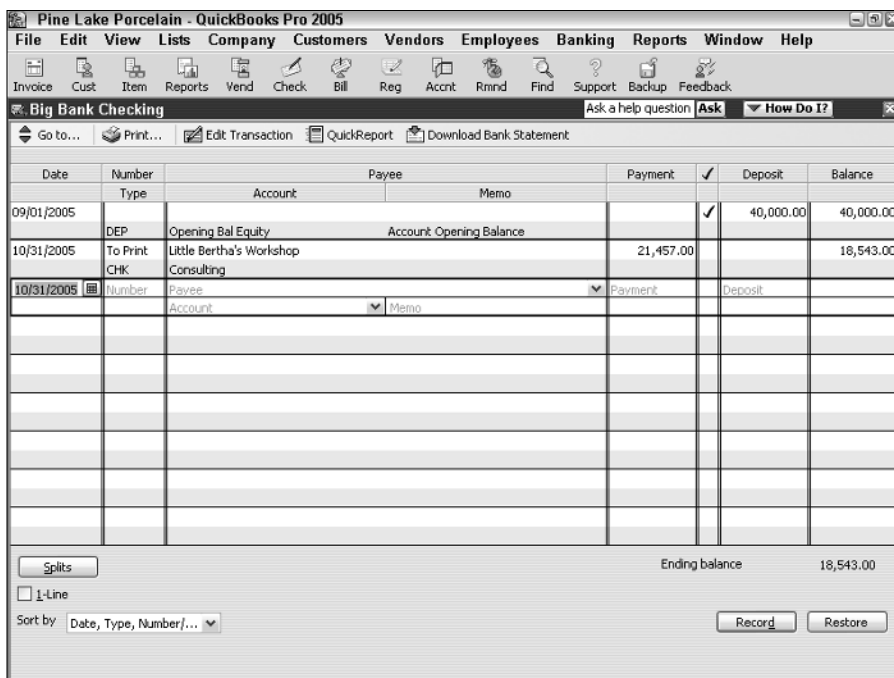 Pine Lake Porcelain - QuickBooks Pro 2005
File Edit View Lists Company Customers Vendors Employees Banking Reports Window Help
Invoice Cust Item Reports Vend Check Bill Reg Accnt Rmnd Find Support Backup Feedback
Big Bank Checking Ask a help question Ask How Do I?
Go to... Print... Edit Transaction QuickReport Download Bank Statement
Date Number Payee Payment ✓ Deposit Balance
Type Account Memo
09/01/2005 ✓ 40,000.00 40,000.00
DEP Opening Bal Equity Account Opening Balance
10/31/2005 To Print Little Bertha's Workshop 21,457.00 18,543.00
CHK Consulting
10/31/2005 Number Payee Payment Deposit
Account Memo
Splits Ending balance 18,543.00
1-Line
Sort by Date, Type, Number/... Record Restore